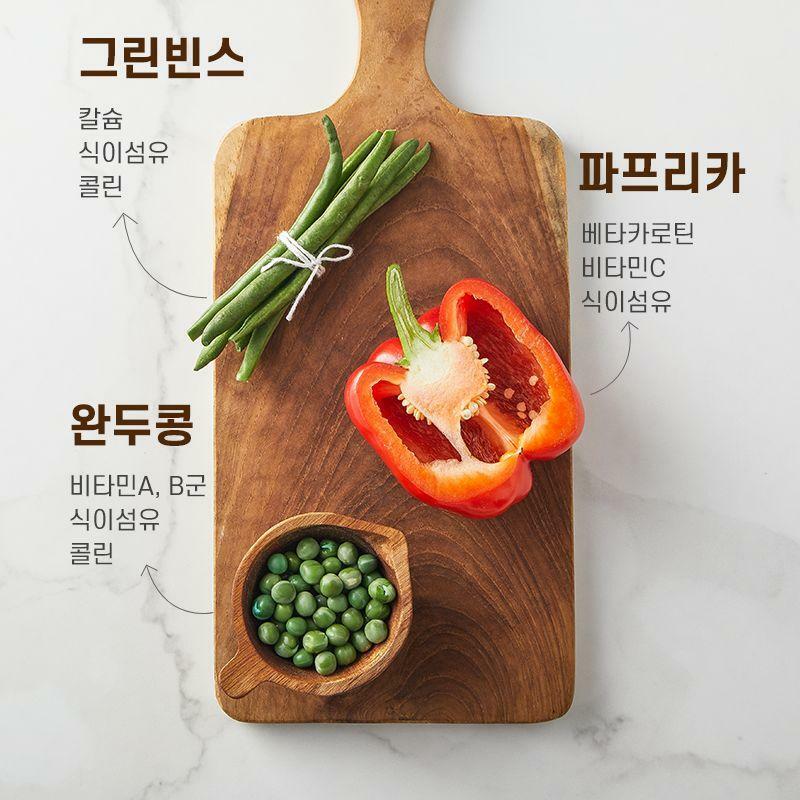 그린빈스
칼슘
식이섬유
콜린
파프리카
베타카로틴
비타민C
식이섬유
완두콩
비타민A, B군
식이섬유
콜린